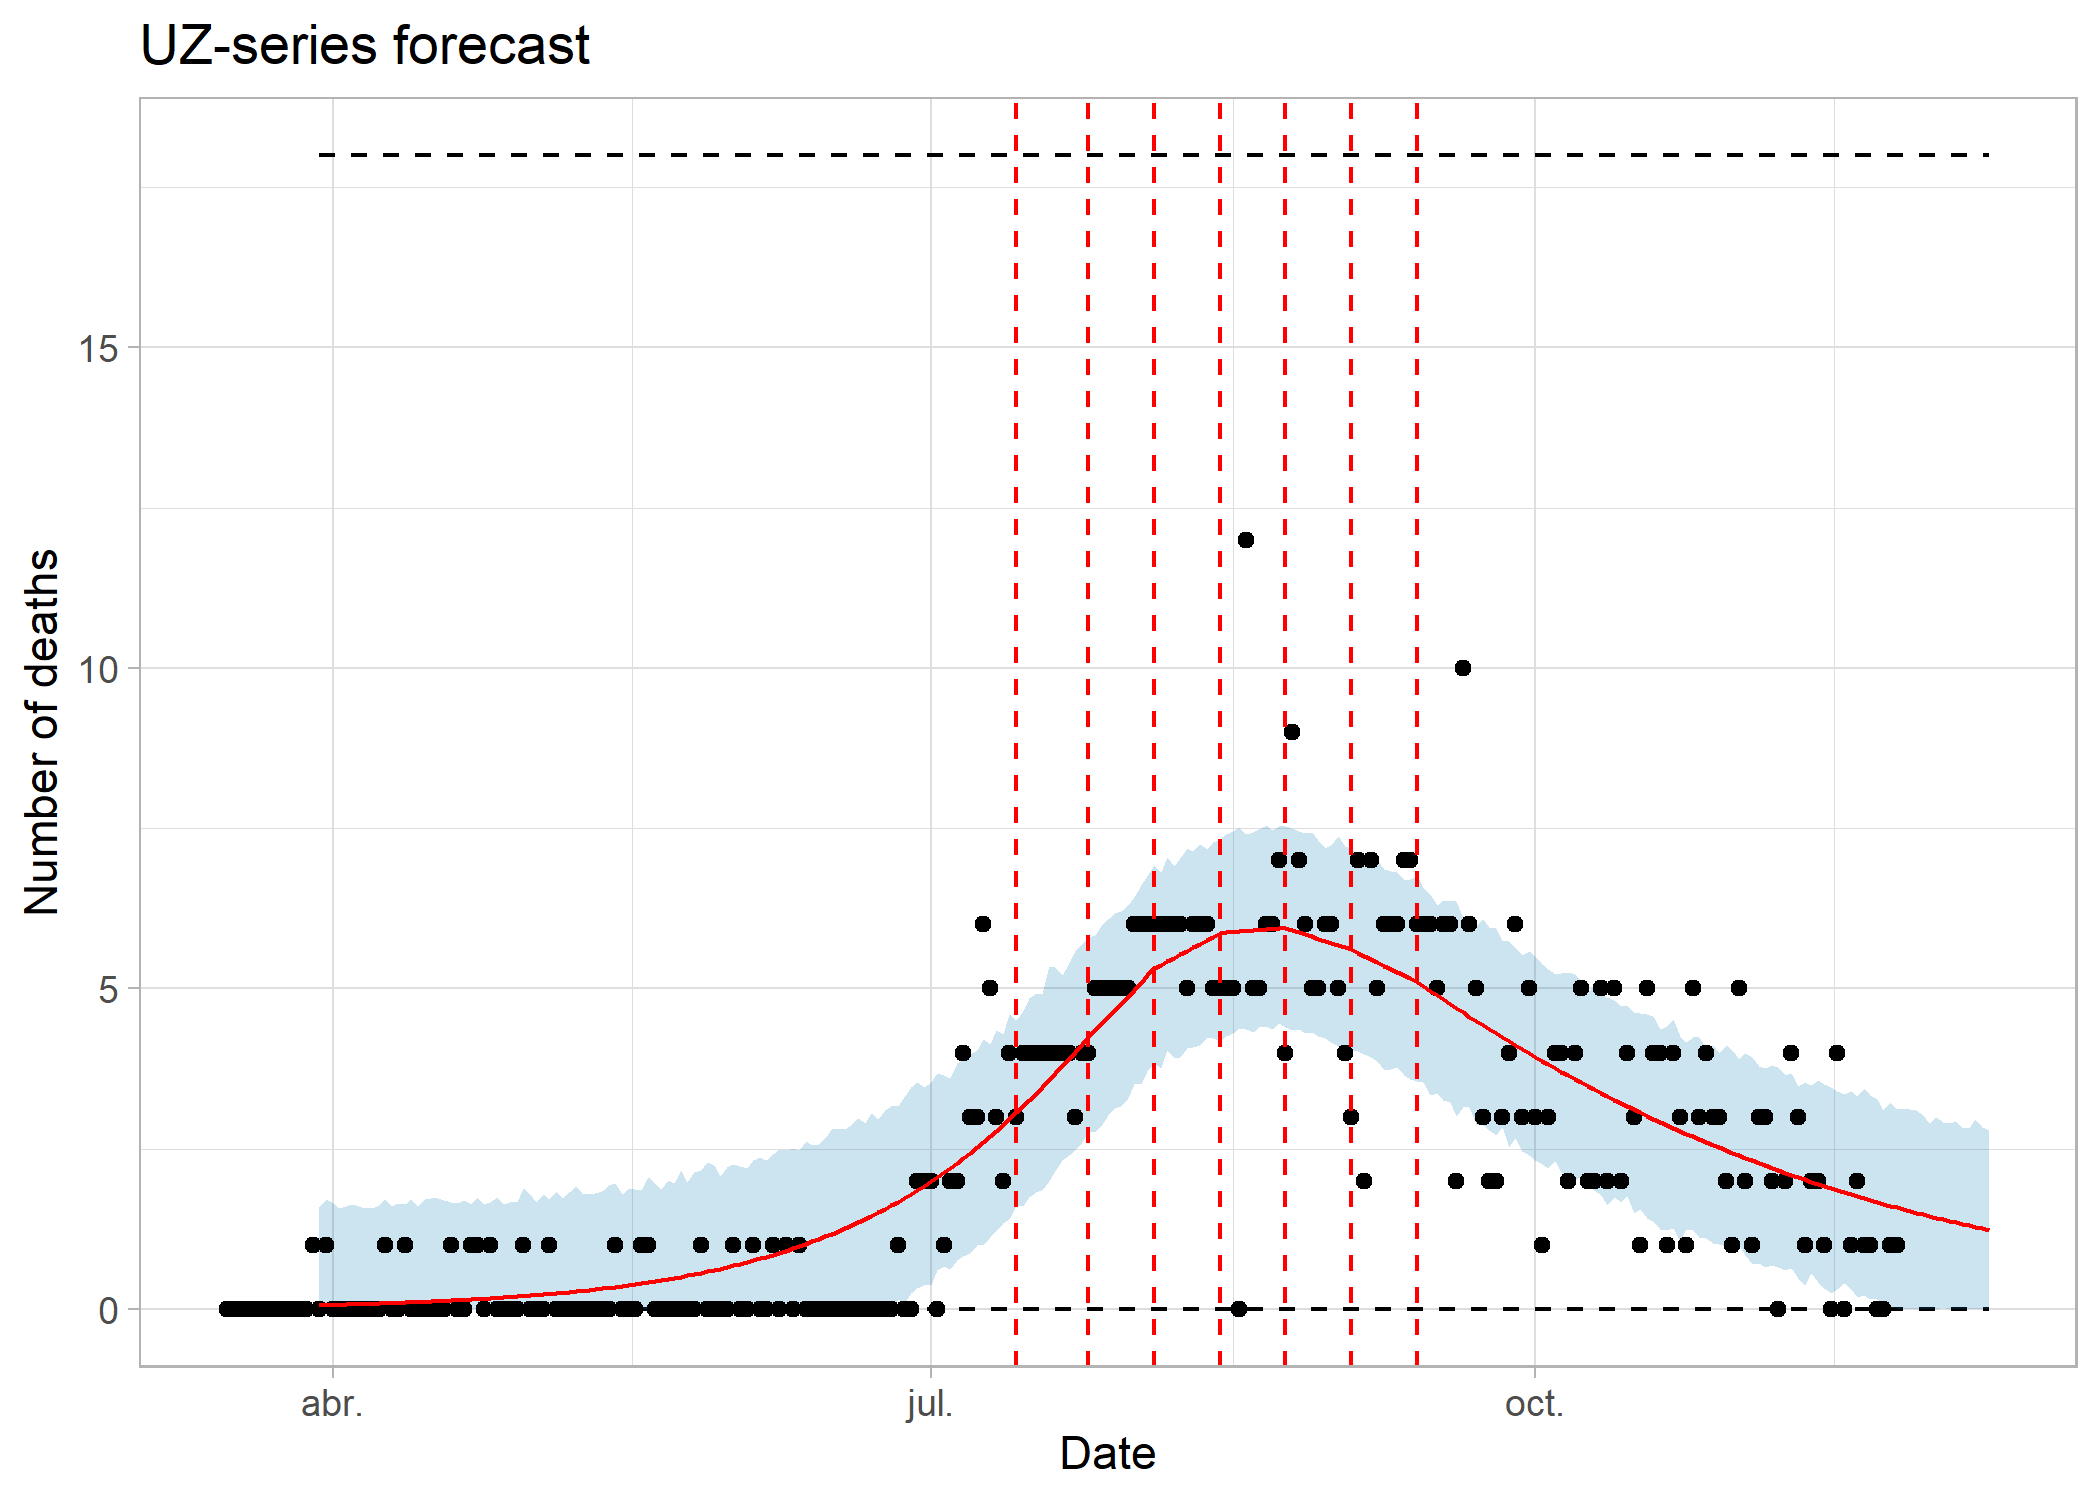 UZ-series forecast
Number of deaths
15
10
5
0
abr.
jul.
oct.
Date